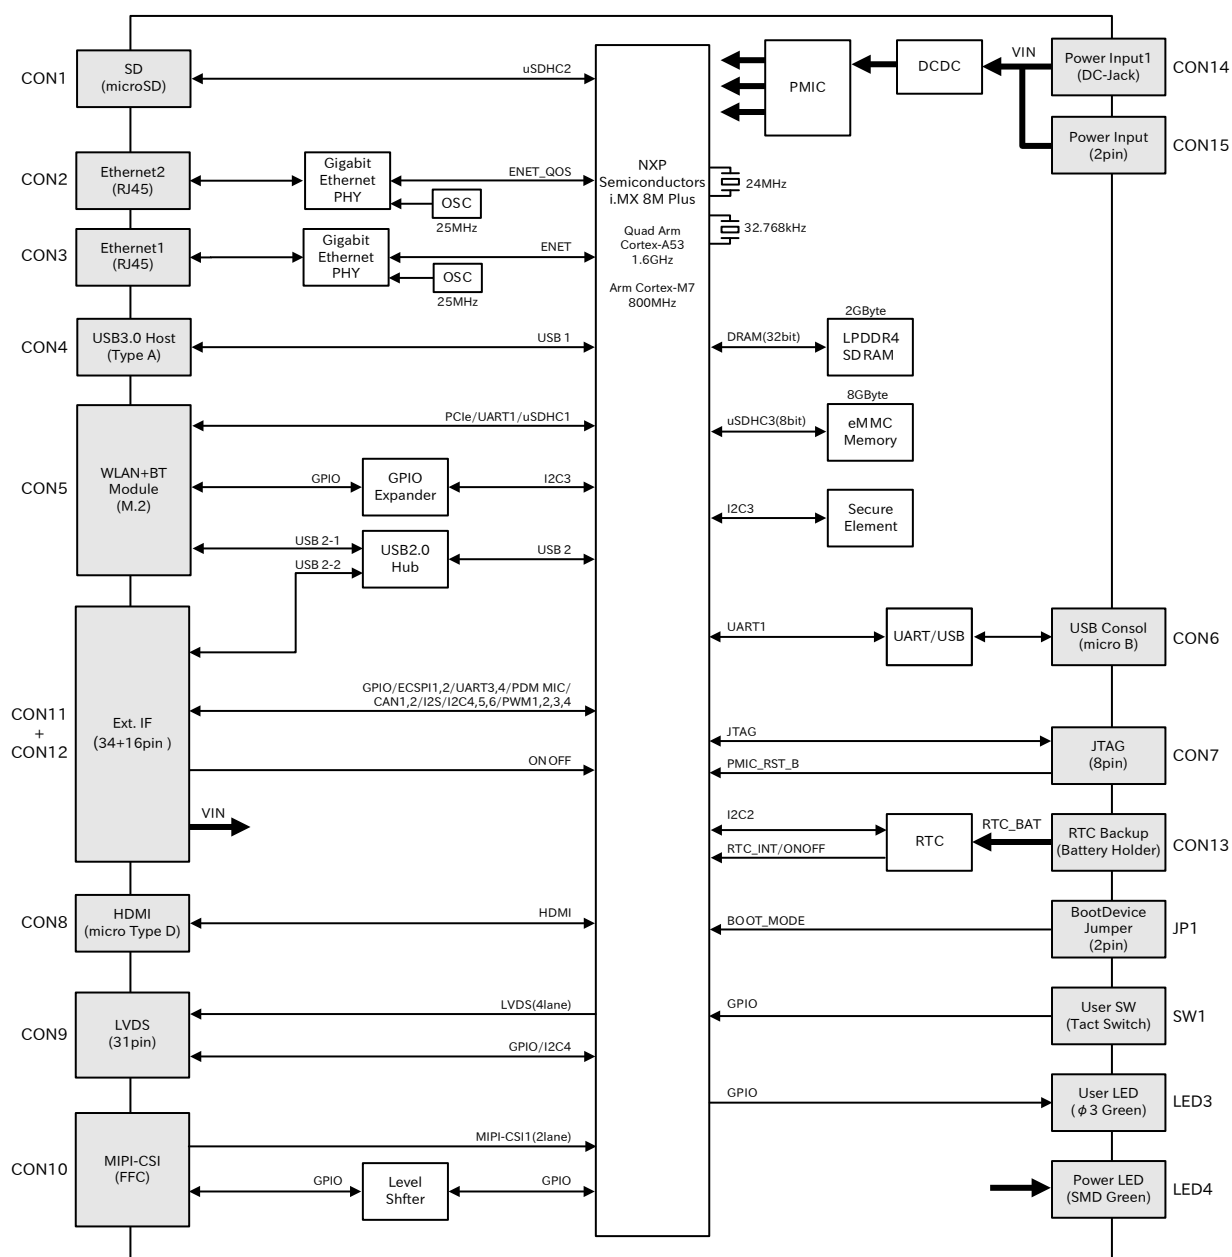 CON1
SD
(microSD)
uSDHC2
CON2
Ethernet2
(RJ45)
Gigabit
Ethernet
PHY
ENET_QOS
OSC
25MHz
CON3
Ethernet1
(RJ45)
Gigabit
Ethernet
PHY
ENET
OSC
25MHz
CON4
USB3.0 Host
(Type A)
USB 1
CON5
WLAN+BT
Module
(M.2)
PCIe/UART1/uSDHC1
GPIO
GPIO
Expander
I2C3
USB 2-1
USB 2-2
USB2.0
Hub
USB 2
CON11
+
CON12
Ext. IF
(34+16pin )
GPIO/ECSPI1,2/UART3,4/PDM MIC/
CAN1,2/I2S/I2C4,5,6/PWM1,2,3,4
ONOFF
VIN
CON8
HDMI
(micro Type D)
HDMI
CON9
LVDS
(31pin)
LVDS(4lane)
GPIO/I2C4
CON10
MIPI-CSI
(FFC)
MIPI-CSI1(2lane)
GPIO
Level
Shfter
GPIO
NXP
Semiconductors
i.MX 8M Plus
Quad Arm
Cortex-A53
1.6GHz
Arm Cortex-M7
800MHz
PMIC
DCDC
VIN
Power Input1
(DC-Jack)
CON14
Power Input
(2pin)
CON15
24MHz
32.768kHz
DRAM(32bit)
2GByte
LPDDR4
SDRAM
uSDHC3(8bit)
8GByte
eMMC
Memory
I2C3
Secure
Element
UART1
UART/USB
USB Consol
(micro B)
CON6
JTAG
PMIC_RST_B
JTAG
(8pin)
CON7
I2C2
RTC_INT/ONOFF
RTC
RTC_BAT
RTC Backup
(Battery Holder)
CON13
BOOT_MODE
BootDevice
Jumper
(2pin)
JP1
GPIO
User SW
(Tact Switch)
SW1
GPIO
User LED
(φ3 Green)
LED3
Power LED
(SMD Green)
LED4